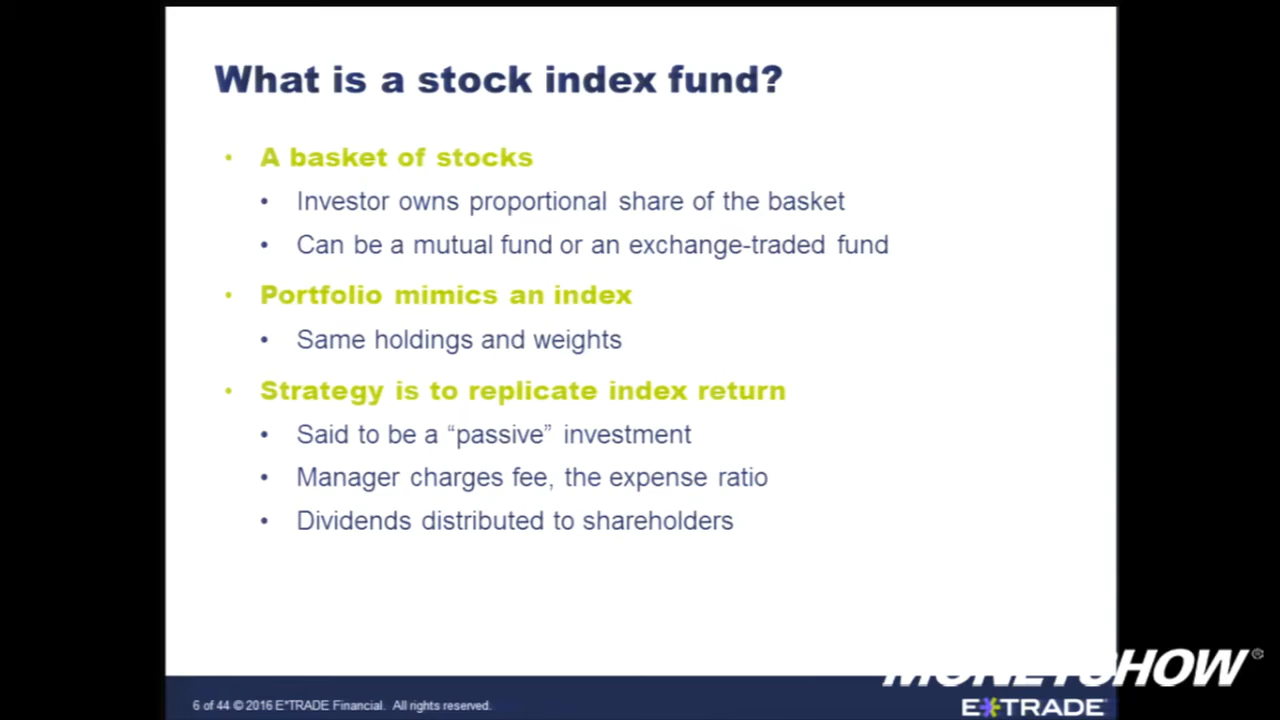 What is a stock index fund?
• A basket of stocks
• Investor owns proportional share of the basket
• Can be a mutual fund or an exchange-traded fund
• Portfolio mimics an index
• Same holdings and weights
• Strategy is to replicate index return
• Said to be a “passive” investment
• Manager charges fee, the expense ratio
• Dividends distributed to shareholders
MONEYSHOW®
6 of 44 © 2016 E*TRADE Financial. All rights reserved.
E*TRADE